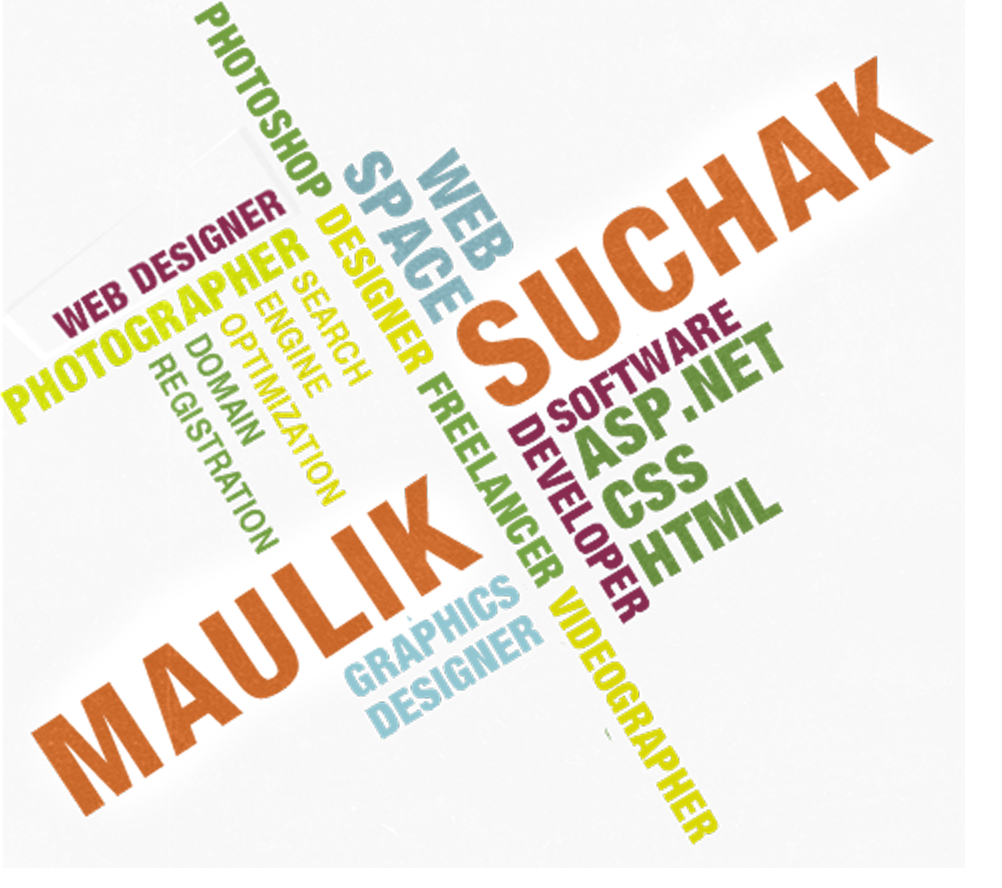 PHOTOSHOP DESIGNER FREELANCER VIDEOGRAPHER
WEB
SPACE
SUCHAK
WEB DESIGNER
PHOTOGRAPHER
SEARCH
ENGINE
OPTIMIZATION
DOMAIN
REGISTRATION
SOFTWARE
DEVELOPER
ASP.NET
CSS
HTML
MAULIK
GRAPHICS
DESIGNER